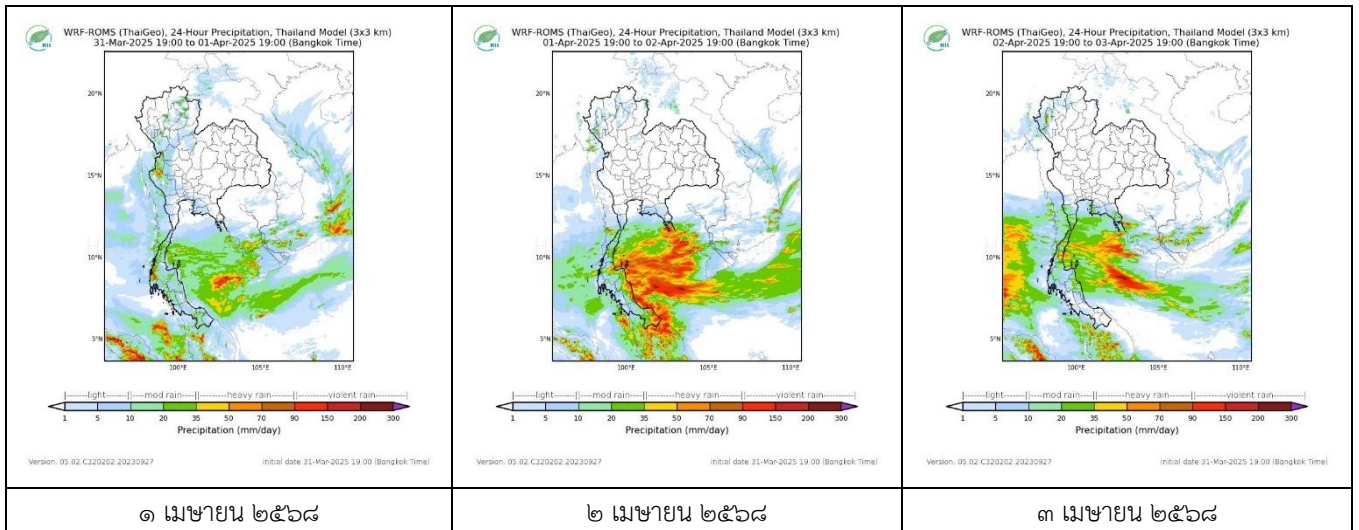 HII
WRF-ROMS (ThaiGeo), 24-Hour Precipitation, Thailand Model (3x3 km)
31-Mar-2025 19:00 to 01-Apr-2025 19:00 (Bangkok Time)
20°N
15°N
10°N
5°N
100°E 105°E 110°E
|------light------||----mod rain----||------heavy rain------||------violent rain------
1 5 10 20 35 50 70 90 150 200 300
Precipitation (mm/day)
Version: 05.02.C320202.20230927 initial date 31-Mar-2025 19:00 (Bangkok Time)
๑ เมษายน ๒๕๖๘
HII
WRF-ROMS (ThaiGeo), 24-Hour Precipitation, Thailand Model (3x3 km)
01-Apr-2025 19:00 to 02-Apr-2025 19:00 (Bangkok Time)
20°N
15°N
10°N
5°N
100°E 105°E 110°E
|------light------||----mod rain----||------heavy rain------||------violent rain------
1 5 10 20 35 50 70 90 150 200 300
Precipitation (mm/day)
Version: 05.02.C320202.20230927 initial date 31-Mar-2025 19:00 (Bangkok Time)
๒ เมษายน ๒๕๖๘
HII
WRF-ROMS (ThaiGeo), 24-Hour Precipitation, Thailand Model (3x3 km)
02-Apr-2025 19:00 to 03-Apr-2025 19:00 (Bangkok Time)
20°N
15°N
10°N
5°N
100°E 105°E 110°E
|------light------||----mod rain----||------heavy rain------||------violent rain------
1 5 10 20 35 50 70 90 150 200 300
Precipitation (mm/day)
Version: 05.02.C320202.20230927 initial date 31-Mar-2025 19:00 (Bangkok Time)
๓ เมษายน ๒๕๖๘